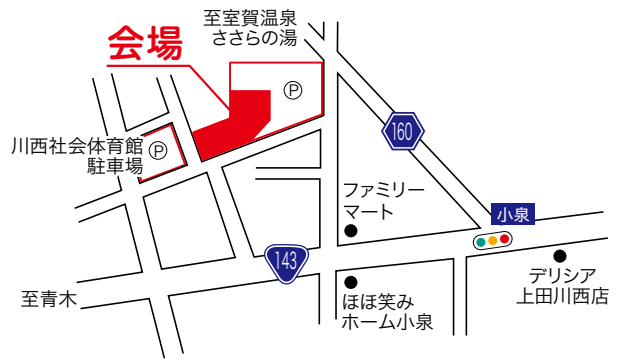 至室賀温泉
ささらの湯
会場
Ⓟ
160
川西社会体育館
駐車場
Ⓟ
ファミリー
マート
小泉
143
デリシア
上田川西店
至青木
ほほ笑み
ホーム小泉